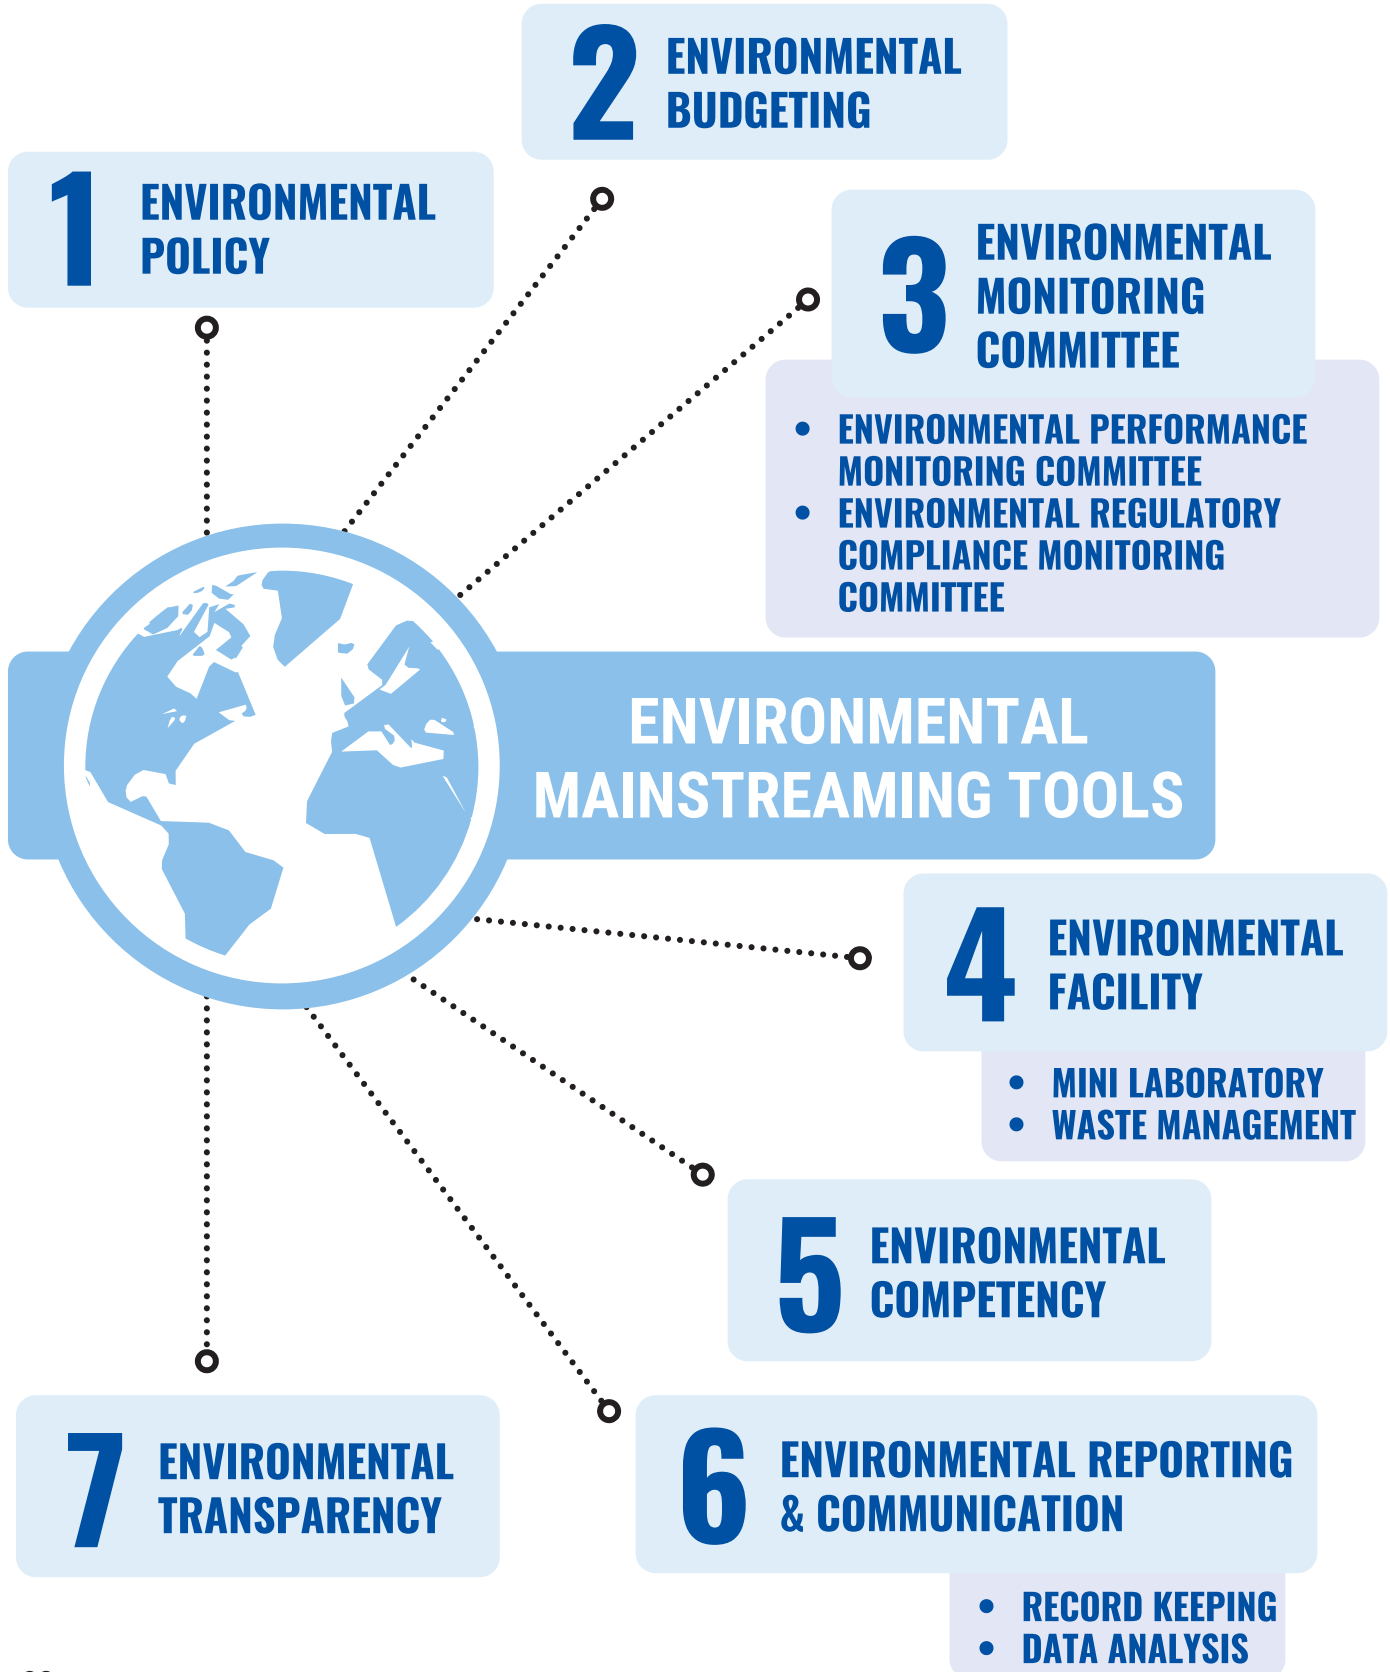 2 ENVIRONMENTAL
BUDGETING
1 ENVIRONMENTAL
POLICY
3 ENVIRONMENTAL
MONITORING
COMMITTEE
• ENVIRONMENTAL PERFORMANCE
MONITORING COMMITTEE
• ENVIRONMENTAL REGULATORY
COMPLIANCE MONITORING
COMMITTEE
ENVIRONMENTAL
MAINSTREAMING TOOLS
4 ENVIRONMENTAL
FACILITY
• MINI LABORATORY
• WASTE MANAGEMENT
5 ENVIRONMENTAL
COMPETENCY
7 ENVIRONMENTAL
TRANSPARENCY
6 ENVIRONMENTAL REPORTING
& COMMUNICATION
• RECORD KEEPING
• DATA ANALYSIS